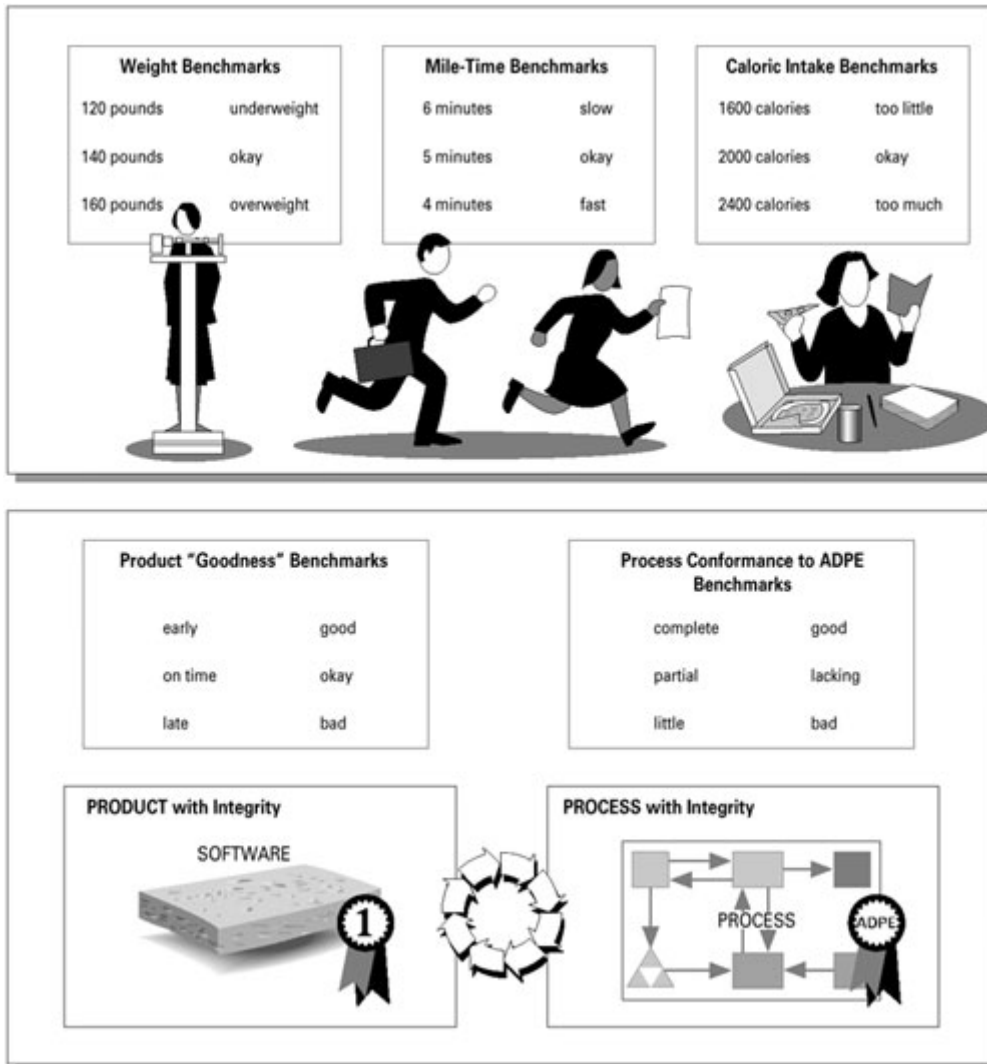 Weight Benchmarks
120 pounds underweight
140 pounds okay
160 pounds overweight
Mile-Time Benchmarks
6 minutes slow
5 minutes okay
4 minutes fast
Caloric Intake Benchmarks
1600 calories too little
2000 calories okay
2400 calories too much
Product "Goodness" Benchmarks
early good
on time okay
late bad
Process Conformance to ADPE
Benchmarks
complete good
partial lacking
little bad
PRODUCT with Integrity
SOFTWARE
1
PROCESS with Integrity
PROCESS
ADPE